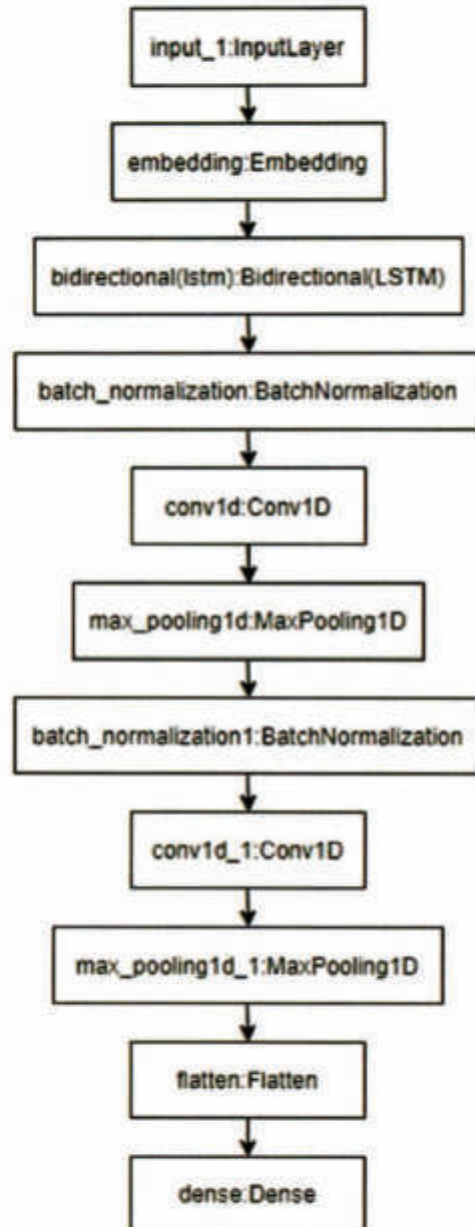 input_1:InputLayer
embedding:Embedding
bidirectional(lstm):Bidirectional(LSTM)
batch_normalization:BatchNormalization
conv1d:Conv1D
max_pooling1d:MaxPooling1D
batch_normalization1:BatchNormalization
conv1d_1:Conv1D
max_pooling1d_1:MaxPooling1D
flatten:Flatten
dense:Dense